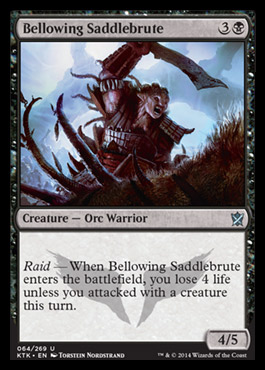 Bellowing Saddlebrute 3
Creature — Orc Warrior
Raid — When Bellowing Saddlebrute
enters the battlefield, you lose 4 life
unless you attacked with a creature
this turn.
4/5
064/269 U
KTK • EN TORSTEIN NORDSTRAND
™ & © 2014 Wizards of the Coast